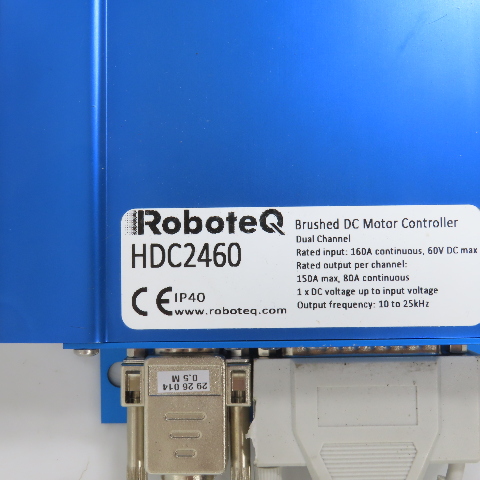 RoboteQ
HDC2460
CE IP40
www.roboteq.com
Brushed DC Motor Controller
Dual Channel
Rated input: 160A continuous, 60V DC max
Rated output per channel:
150A max, 80A continuous
1 x DC voltage up to input voltage
Output frequency: 10 to 25kHz
29 26 014
0.5 M